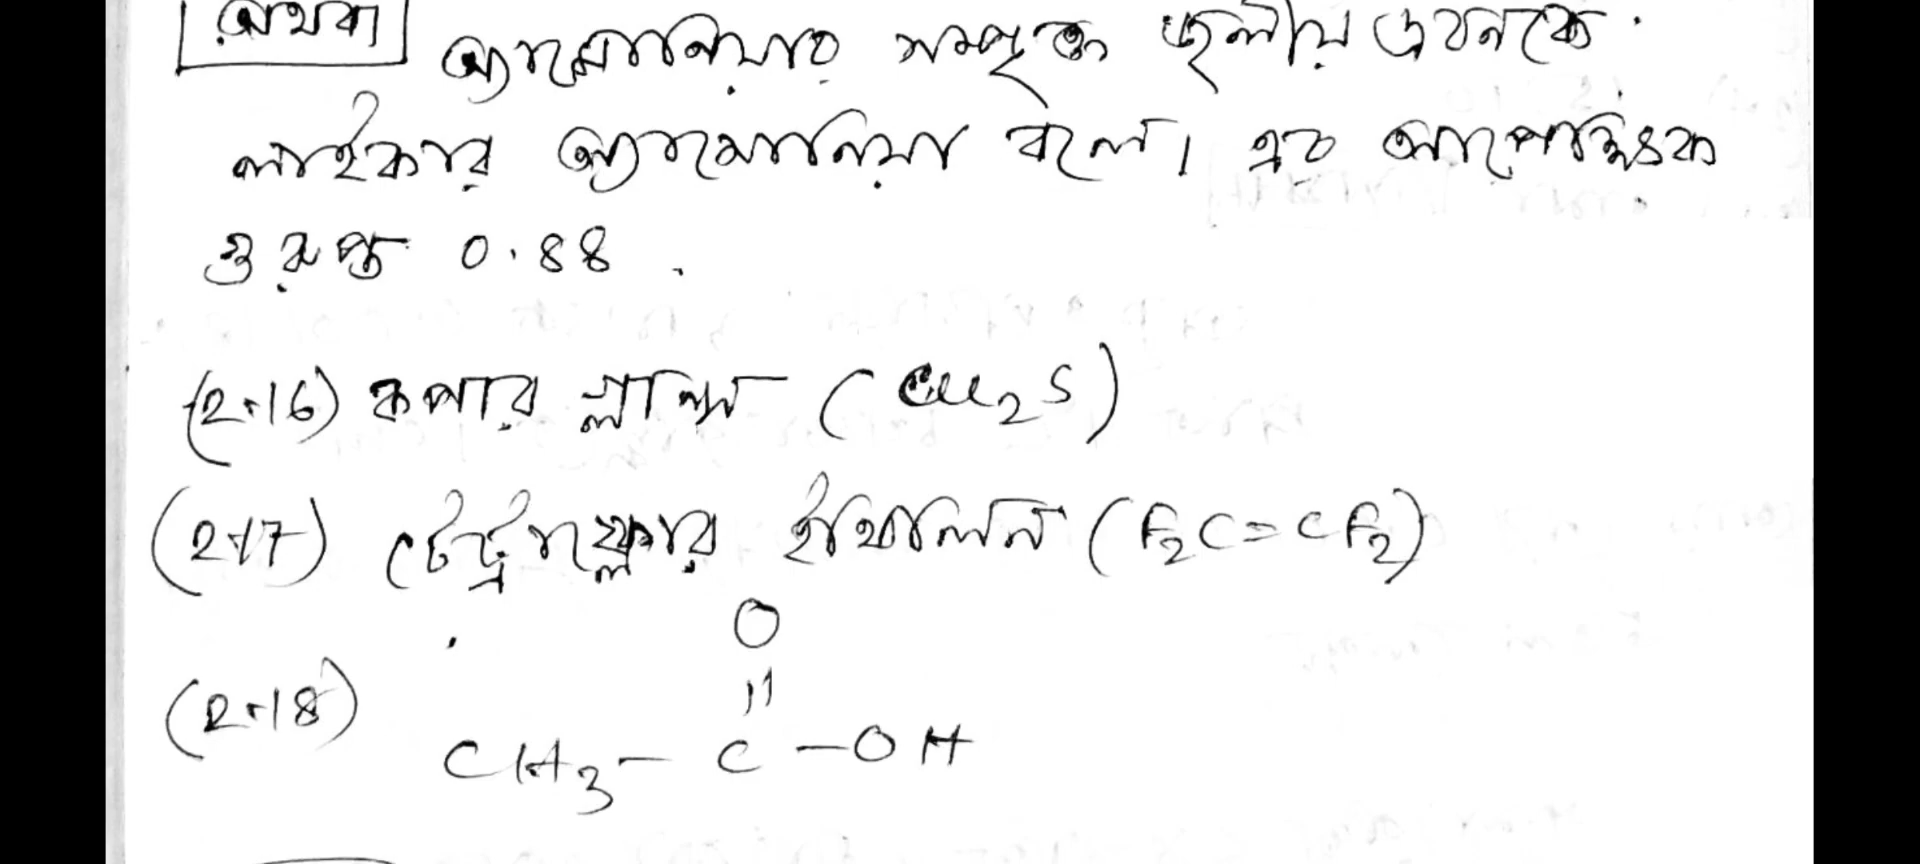 অথবা অ্যামোনিয়ার সম্পৃক্ত জলীয় দ্রবনকে
লাইকার অ্যামোনিয়া বলে। এর আপেক্ষিক
গুরুত্ব 0.88
(2.16) কপার গ্লান্স (Cu₂S)
(2.17) টেট্রাফ্লোর ইথিলিন (F₂C=CF₂)
O
||
(2.18) CH₃-C-OH